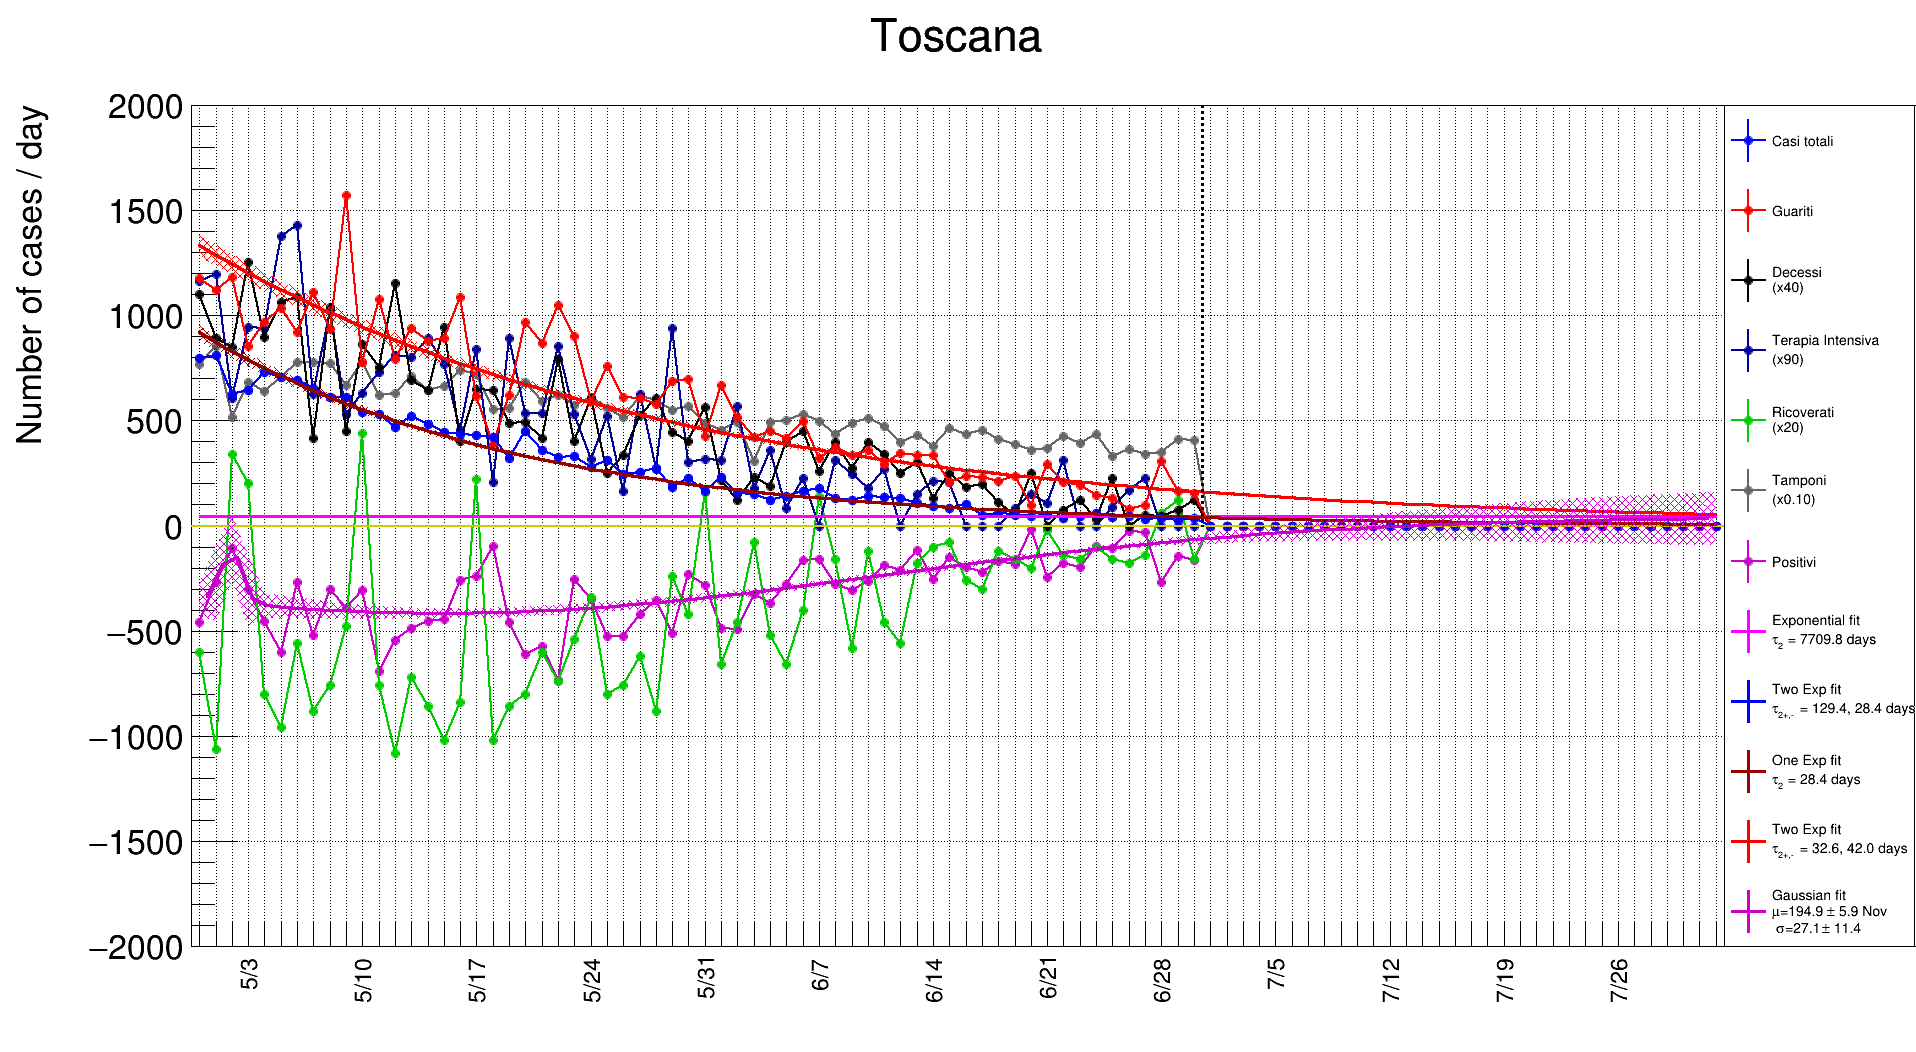 Toscana
Number of cases / day
2000
1500
1000
500
0
−500
−1000
−1500
−2000
5/3
5/10
5/17
5/24
5/31
6/7
6/14
6/21
6/28
7/5
7/12
7/19
7/26
Casi totali
Guariti
Decessi
(x40)
Terapia Intensiva
(x90)
Ricoverati
(x20)
Tamponi
(x0.10)
Positivi
Exponential fit
τ2 = 7709.8 days
Two Exp fit
τ2+,- = 129.4, 28.4 days
One Exp fit
τ2 = 28.4 days
Two Exp fit
τ2+,- = 32.6, 42.0 days
Gaussian fit
μ=194.9 ± 5.9 Nov
σ=27.1 ± 11.4